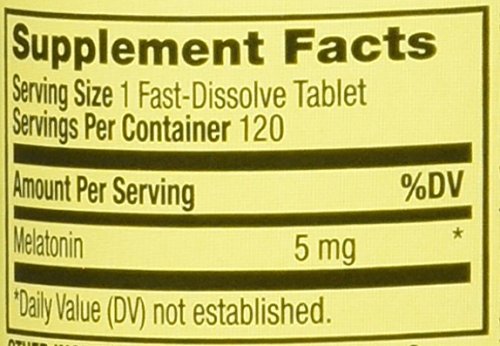 Supplement Facts
Serving Size 1 Fast-Dissolve Tablet
Servings Per Container 120
Amount Per Serving %DV
Melatonin 5 mg *
*Daily Value (DV) not established.